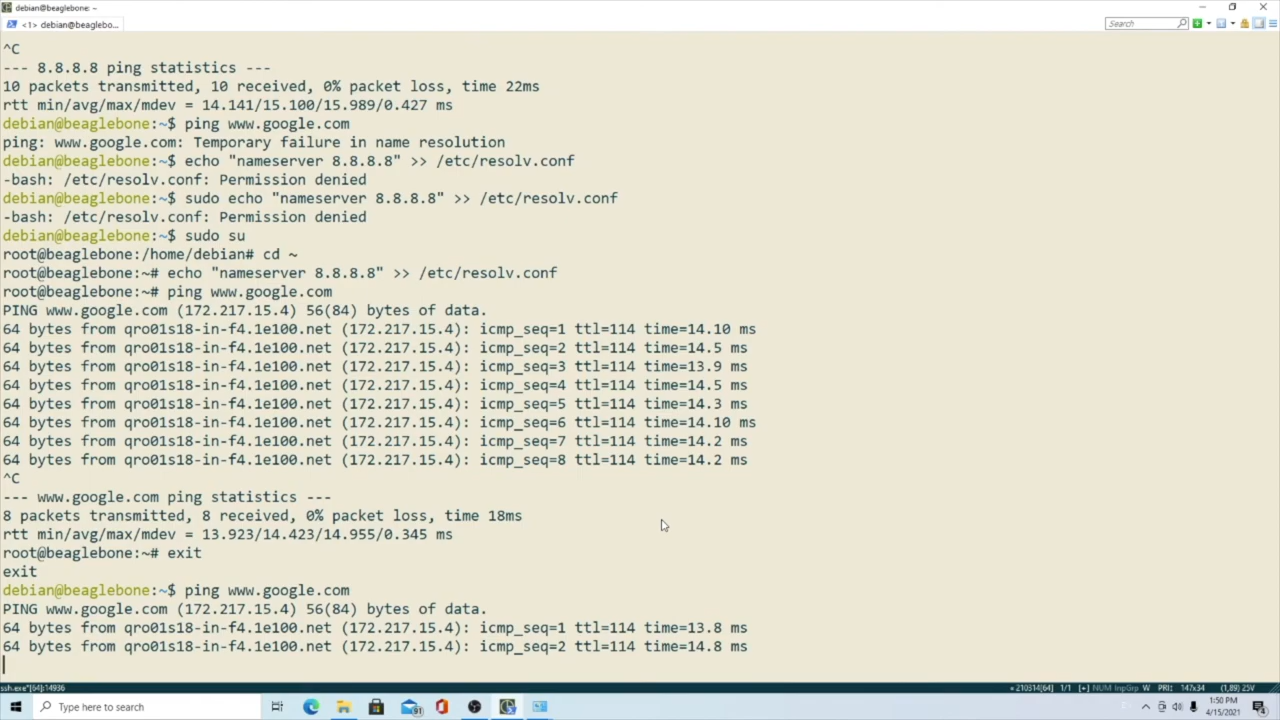 debian@beaglebone: ~
<1> debian@beaglebo...
Search
^C
--- 8.8.8.8 ping statistics ---
10 packets transmitted, 10 received, 0% packet loss, time 22ms
rtt min/avg/max/mdev = 14.141/15.100/15.989/0.427 ms
debian@beaglebone:~$ ping www.google.com
ping: www.google.com: Temporary failure in name resolution
debian@beaglebone:~$ echo "nameserver 8.8.8.8" >> /etc/resolv.conf
-bash: /etc/resolv.conf: Permission denied
debian@beaglebone:~$ sudo echo "nameserver 8.8.8.8" >> /etc/resolv.conf
-bash: /etc/resolv.conf: Permission denied
debian@beaglebone:~$ sudo su
root@beaglebone:/home/debian# cd ~
root@beaglebone:~# echo "nameserver 8.8.8.8" >> /etc/resolv.conf
root@beaglebone:~# ping www.google.com
PING www.google.com (172.217.15.4) 56(84) bytes of data.
64 bytes from qro01s18-in-f4.1e100.net (172.217.15.4): icmp_seq=1 ttl=114 time=14.10 ms
64 bytes from qro01s18-in-f4.1e100.net (172.217.15.4): icmp_seq=2 ttl=114 time=14.5 ms
64 bytes from qro01s18-in-f4.1e100.net (172.217.15.4): icmp_seq=3 ttl=114 time=13.9 ms
64 bytes from qro01s18-in-f4.1e100.net (172.217.15.4): icmp_seq=4 ttl=114 time=14.5 ms
64 bytes from qro01s18-in-f4.1e100.net (172.217.15.4): icmp_seq=5 ttl=114 time=14.3 ms
64 bytes from qro01s18-in-f4.1e100.net (172.217.15.4): icmp_seq=6 ttl=114 time=14.10 ms
64 bytes from qro01s18-in-f4.1e100.net (172.217.15.4): icmp_seq=7 ttl=114 time=14.2 ms
64 bytes from qro01s18-in-f4.1e100.net (172.217.15.4): icmp_seq=8 ttl=114 time=14.2 ms
^C
--- www.google.com ping statistics ---
8 packets transmitted, 8 received, 0% packet loss, time 18ms
rtt min/avg/max/mdev = 13.923/14.423/14.955/0.345 ms
root@beaglebone:~# exit
exit
debian@beaglebone:~$ ping www.google.com
PING www.google.com (172.217.15.4) 56(84) bytes of data.
64 bytes from qro01s18-in-f4.1e100.net (172.217.15.4): icmp_seq=1 ttl=114 time=13.8 ms
64 bytes from qro01s18-in-f4.1e100.net (172.217.15.4): icmp_seq=2 ttl=114 time=14.8 ms
ssh.exe*[64]:14936
« 210314[64] 1/1 [+] NUM InpGrp W PRI: 147x34 (1,89) 25V
Type here to search
1:50 PM
4/15/2021